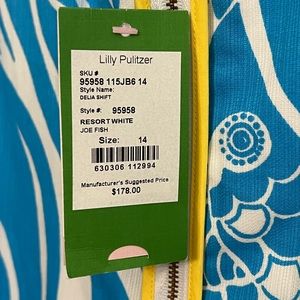 Lilly Pulitzer
SKU #
95958 115JB6 14
Style Name:
DELIA SHIFT
Style #: 95958
RESORT WHITE
JOE FISH
Size: 14
630306 112994
Manufacturer's Suggested Price
$178.00